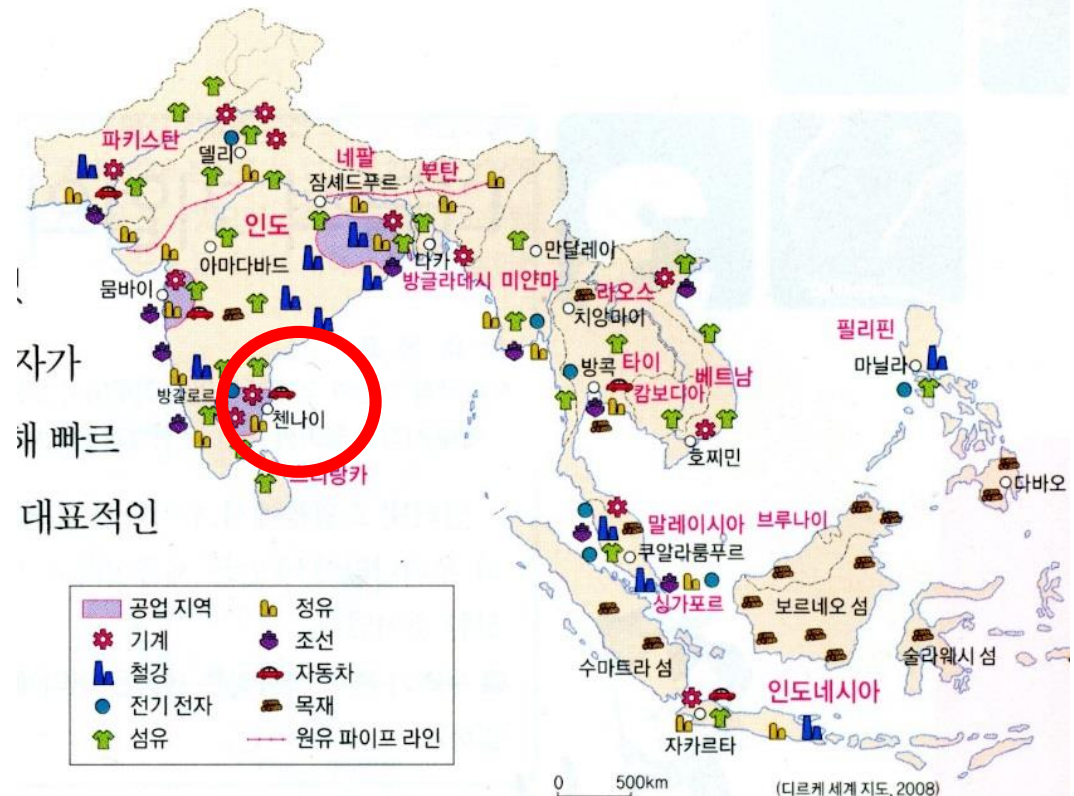 파키스탄
델리
네팔
부탄
잠셰드푸르
인도
아마다바드
다카
방글라데시
미얀마
만덜레이
뭄바이
라오스
치앙마이
필리핀
자가
마닐라
방콕
타이
베트남
캄보디아
방갈로르
첸나이
해 빠르
호찌민
스리랑카
다바오
대표적인
말레이시아
브루나이
쿠알라룸푸르
싱가포르
보르네오 섬
수마트라 섬
술라웨시 섬
인도네시아
자카르타
공업 지역
정유
기계
조선
철강
자동차
전기 전자
목재
섬유
원유 파이프 라인
0 500km
(디르케 세계 지도, 2008)